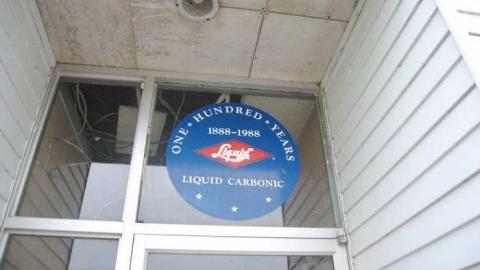 ONE ★ HUNDRED ★ YEARS
1888-1988
Liquid
LIQUID CARBONIC